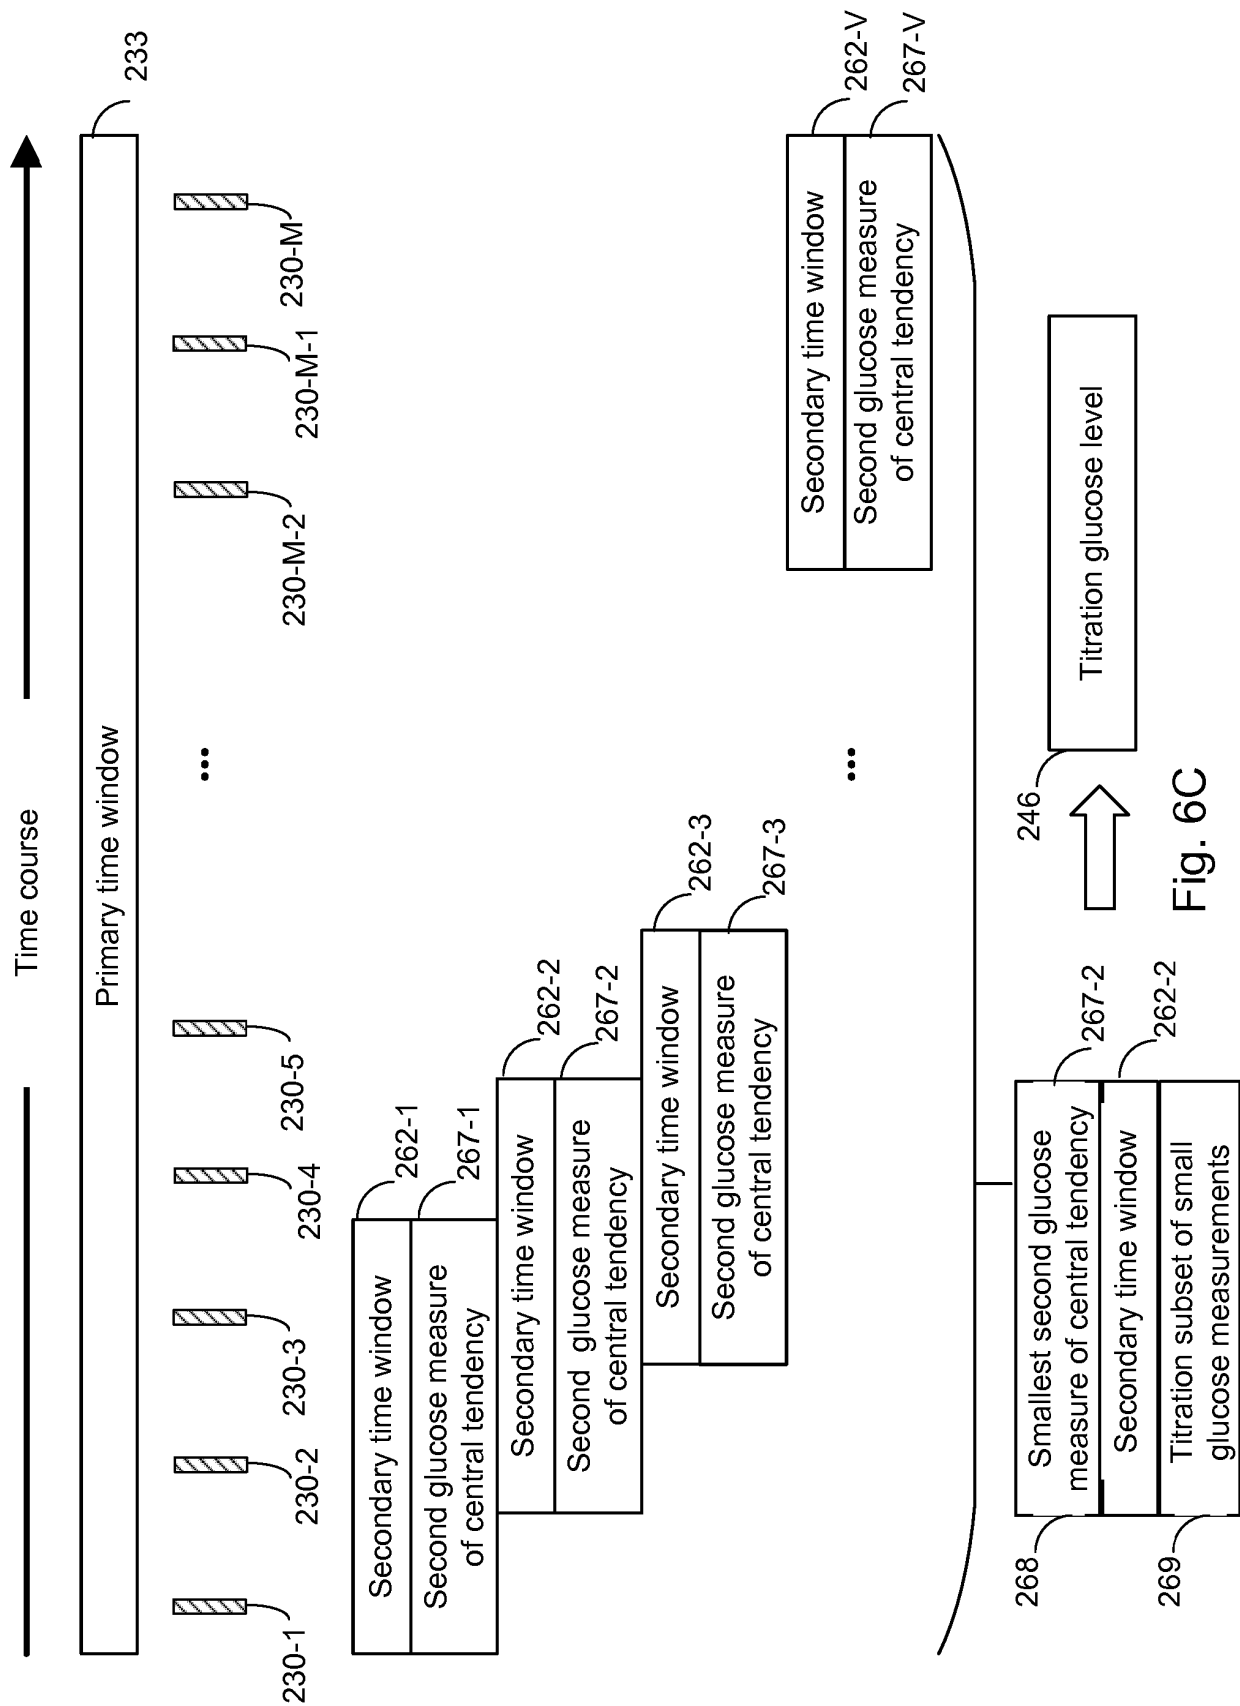 Time course
Primary time window
233
230-1
230-2
230-3
230-4
230-5
...
230-M-2
230-M-1
230-M
Secondary time window
262-1
Second glucose measure
of central tendency
267-1
Secondary time window
262-2
Second glucose measure
of central tendency
267-2
Secondary time window
262-3
Second glucose measure
of central tendency
267-3
...
Secondary time window
262-V
Second glucose measure
of central tendency
267-V
268
Smallest second glucose
measure of central tendency
267-2
Secondary time window
262-2
269
Titration subset of small
glucose measurements
246
Titration glucose level
Fig. 6C